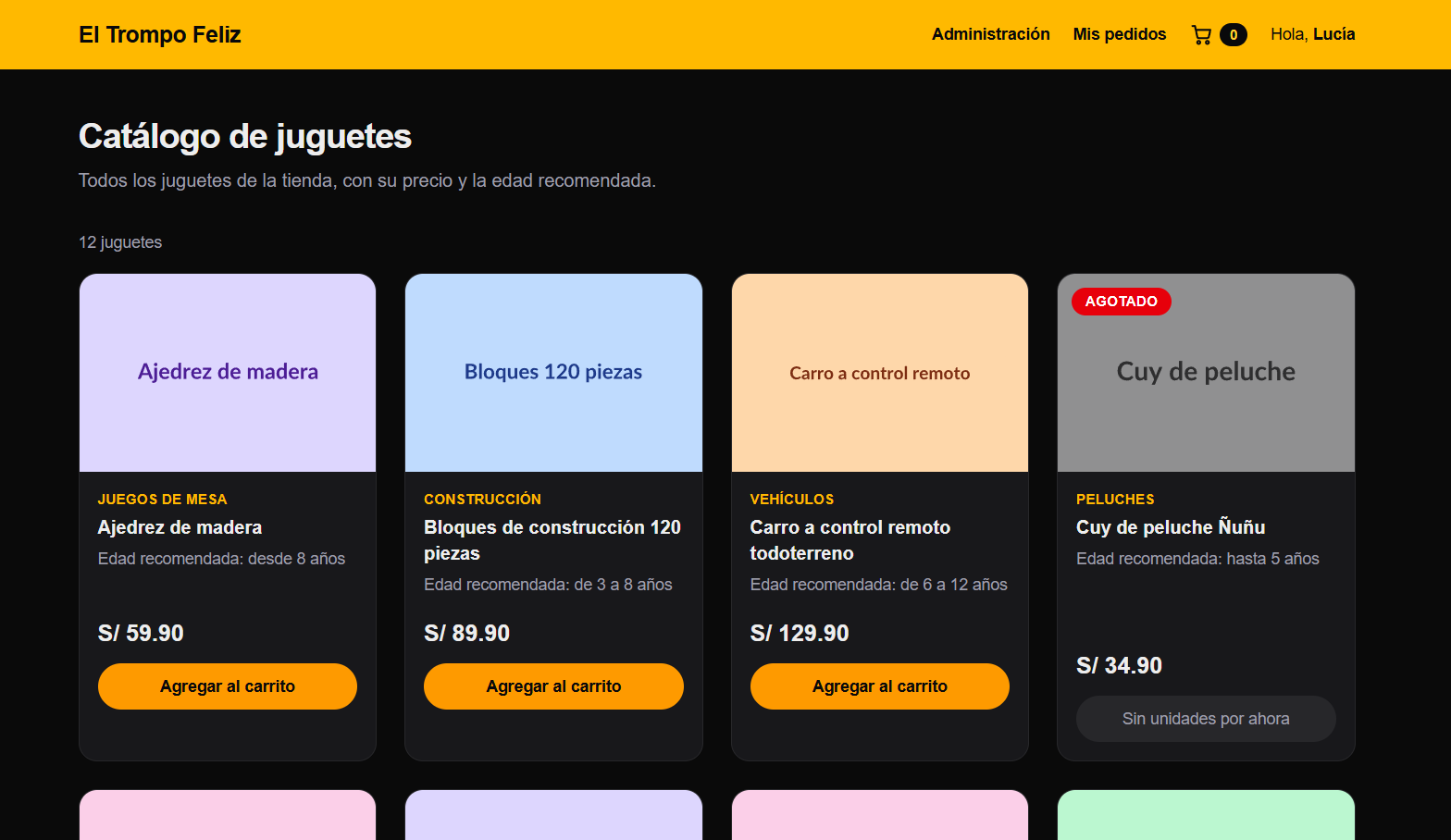 El Trompo Feliz
Administración
Mis pedidos
0
Hola, Lucía
Catálogo de juguetes
Todos los juguetes de la tienda, con su precio y la edad recomendada.
12 juguetes
Ajedrez de madera
JUEGOS DE MESA
Ajedrez de madera
Edad recomendada: desde 8 años
S/ 59.90
Agregar al carrito
Bloques 120 piezas
CONSTRUCCIÓN
Bloques de construcción 120
piezas
Edad recomendada: de 3 a 8 años
S/ 89.90
Agregar al carrito
Carro a control remoto
VEHÍCULOS
Carro a control remoto
todoterreno
Edad recomendada: de 6 a 12 años
S/ 129.90
Agregar al carrito
AGOTADO
Cuy de peluche
PELUCHES
Cuy de peluche Ñuñu
Edad recomendada: hasta 5 años
S/ 34.90
Sin unidades por ahora